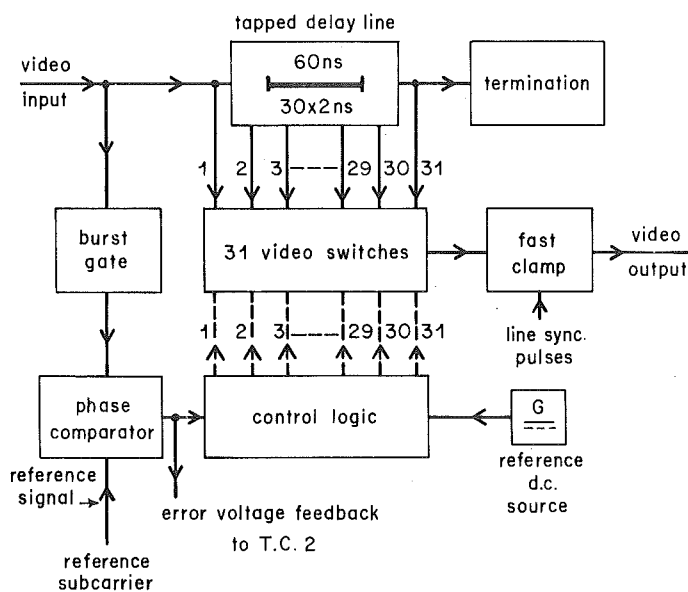 tapped delay line
video
input
60ns
30x2ns
termination
1 2 3 29 30 31
burst
gate
31 video switches
fast
clamp
video
output
line sync.
pulses
1 2 3 29 30 31
phase
comparator
control logic
G
reference
d.c.
source
reference
signal
error voltage feedback
to T.C. 2
reference
subcarrier